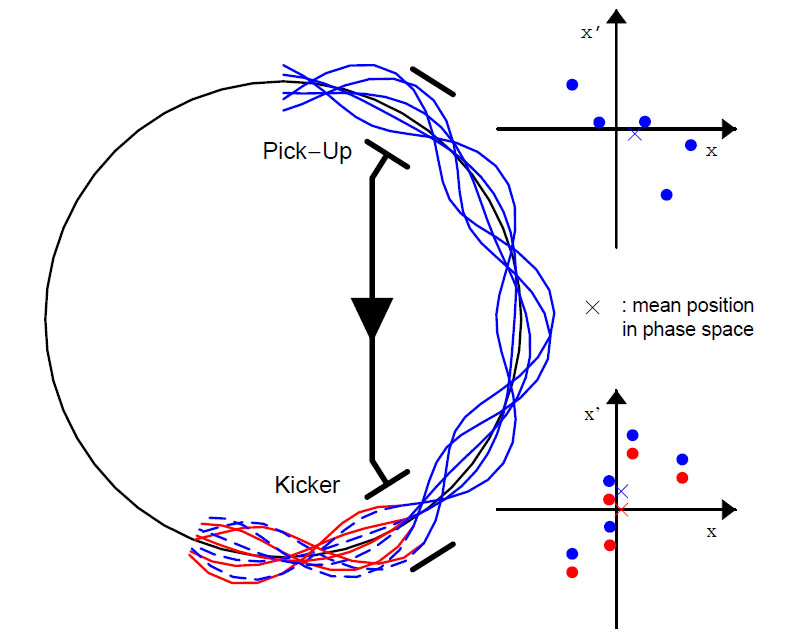 x'
x
Pick-Up
: mean position
in phase space
x'
Kicker
x